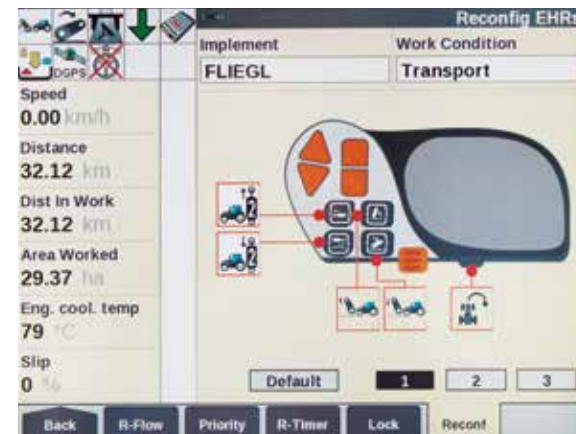 Reconfig EHRs
DGPS
Implement
Work Condition
FLIEGL
Transport
Speed
0.00 km/h
Distance
32.12 km
Dist In Work
32.12 km
Area Worked
29.37 ha
Eng. cool. temp
79 °C
Slip
0 %
Default
1
2
3
Back
R-Flow
Priority
R-Timer
Lock
Reconf